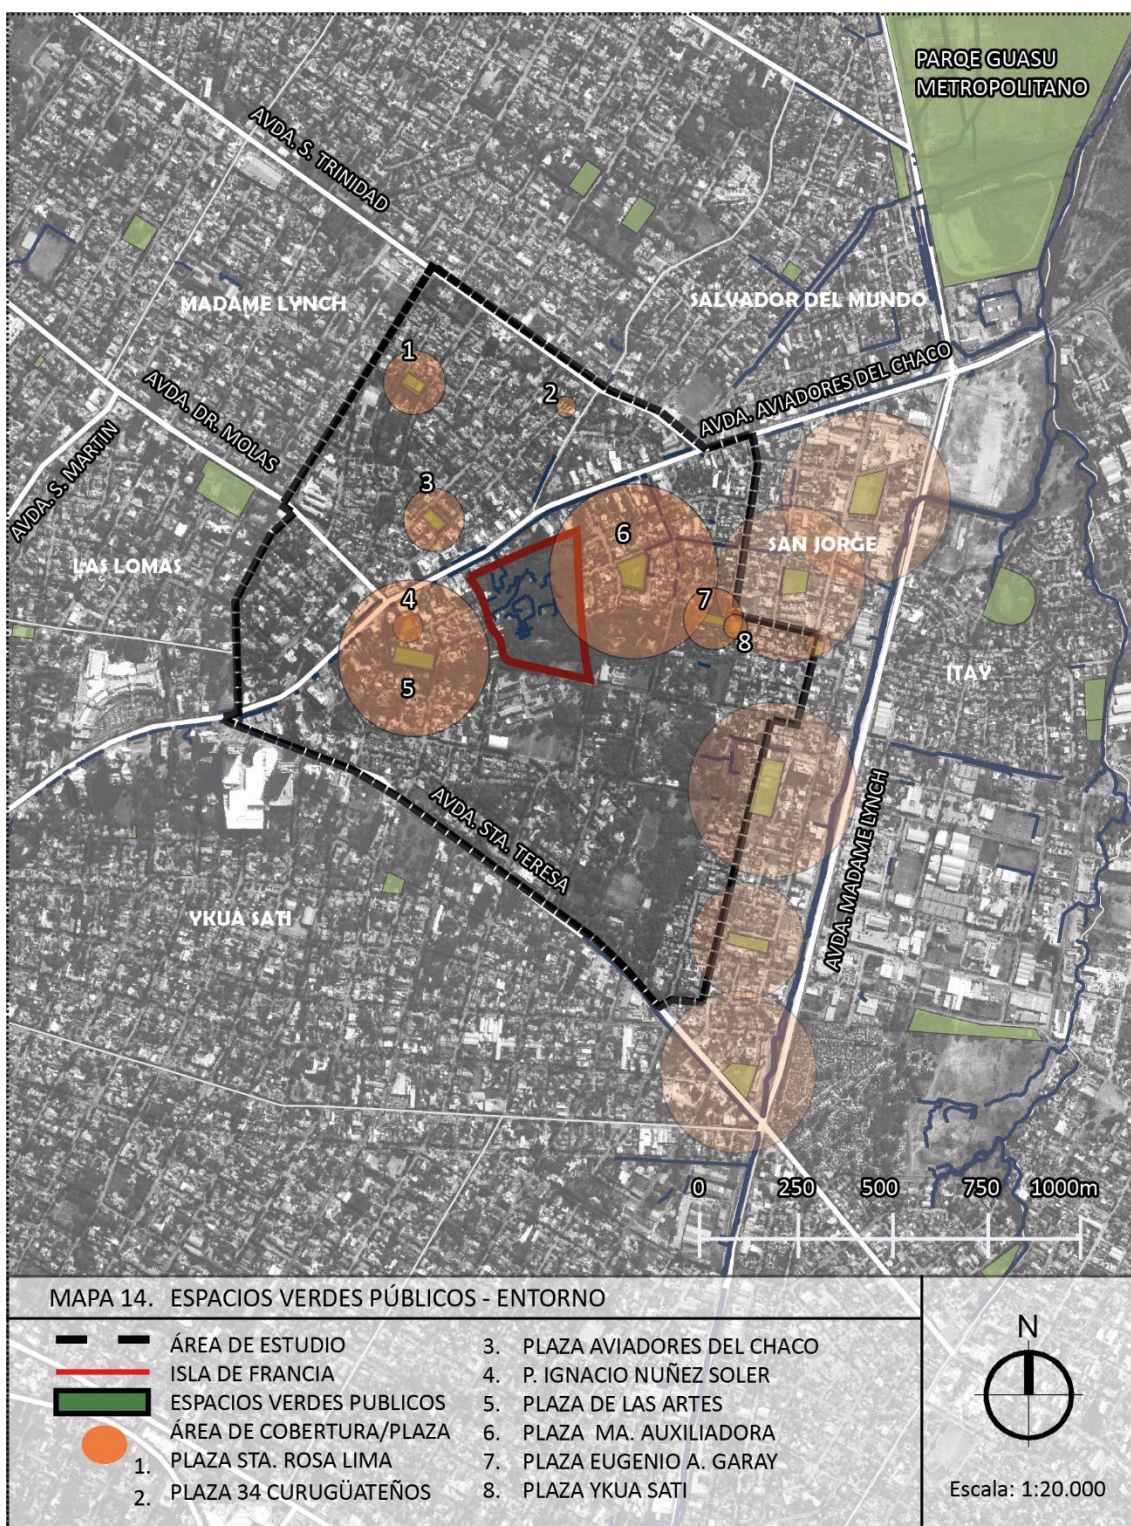 PARQE GUASU
METROPOLITANO
AVDA. S. TRINIDAD
MADAME LYNCH
SALVADOR DEL MUNDO
1
2
AVDA. AVIADORES DEL CHACO
AVDA. DR. MOLAS
AVDA. S. MARTIN
3
6
SAN JORGE
LAS LOMAS
4
7
8
5
ITAY
AVDA. STA. TERESA
AVDA. MADAME LYNCH
YKUA SATI
0 250 500 750 1000m
MAPA 14. ESPACIOS VERDES PÚBLICOS - ENTORNO
ÁREA DE ESTUDIO
ISLA DE FRANCIA
ESPACIOS VERDES PUBLICOS
ÁREA DE COBERTURA/PLAZA
1. PLAZA STA. ROSA LIMA
2. PLAZA 34 CURUGÜATEÑOS
3. PLAZA AVIADORES DEL CHACO
4. P. IGNACIO NUÑEZ SOLER
5. PLAZA DE LAS ARTES
6. PLAZA MA. AUXILIADORA
7. PLAZA EUGENIO A. GARAY
8. PLAZA YKUA SATI
N
Escala: 1:20.000